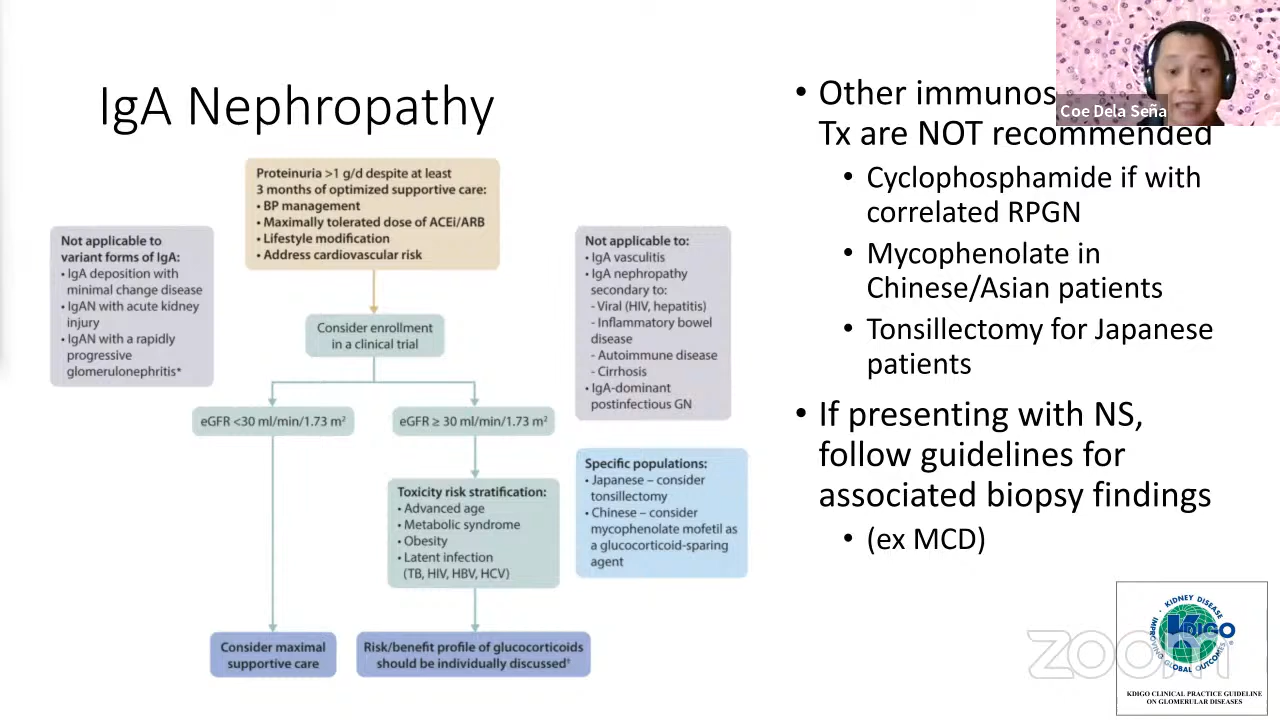 IgA Nephropathy
Proteinuria >1 g/d despite at least
3 months of optimized supportive care:
• BP management
• Maximally tolerated dose of ACEi/ARB
• Lifestyle modification
• Address cardiovascular risk
Not applicable to
variant forms of IgA:
• IgA deposition with
minimal change disease
• IgAN with acute kidney
injury
• IgAN with a rapidly
progressive
glomerulonephritis*
Not applicable to:
• IgA vasculitis
• IgA nephropathy
secondary to:
- Viral (HIV, hepatitis)
- Inflammatory bowel
disease
- Autoimmune disease
- Cirrhosis
• IgA-dominant
postinfectious GN
Consider enrollment
in a clinical trial
eGFR <30 ml/min/1.73 m²
eGFR ≥ 30 ml/min/1.73 m²
Toxicity risk stratification:
• Advanced age
• Metabolic syndrome
• Obesity
• Latent infection
(TB, HIV, HBV, HCV)
Specific populations:
• Japanese – consider
tonsillectomy
• Chinese – consider
mycophenolate mofetil as
a glucocorticoid-sparing
agent
Consider maximal
supportive care
Risk/benefit profile of glucocorticoids
should be individually discussed†
• Other immunos
Tx are NOT recommended
• Cyclophosphamide if with
correlated RPGN
• Mycophenolate in
Chinese/Asian patients
• Tonsillectomy for Japanese
patients
• If presenting with NS,
follow guidelines for
associated biopsy findings
• (ex MCD)
Coe Dela Seña
zoom
KIDNEY DISEASE
IMPROVING GLOBAL OUTCOMES
KDIGO
KDIGO CLINICAL PRACTICE GUIDELINE
ON GLOMERULAR DISEASES